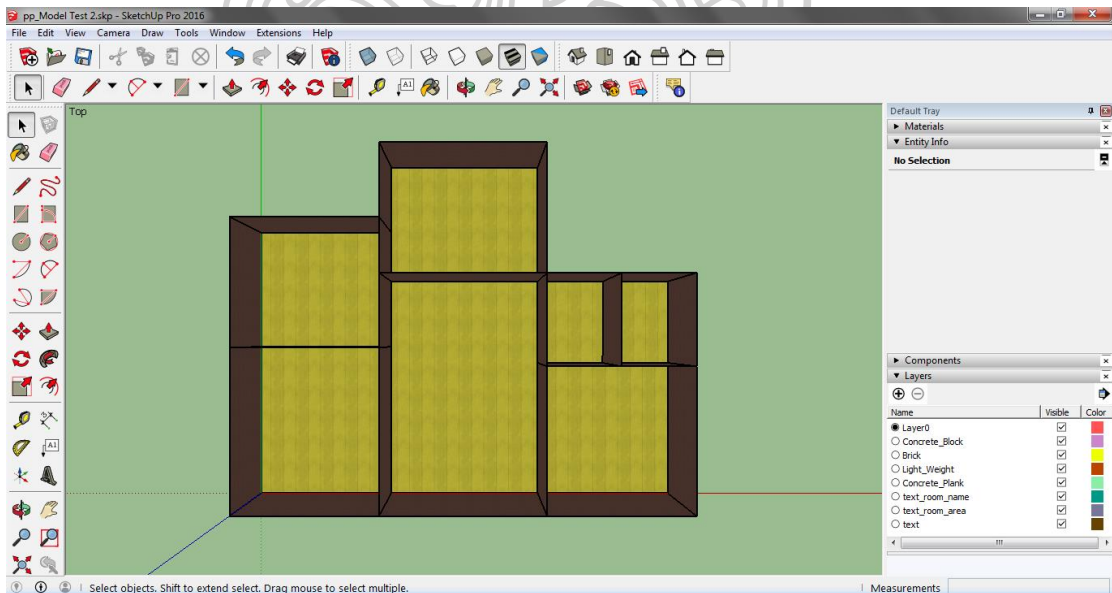 pp_Model Test 2.skp - SketchUp Pro 2016
File Edit View Camera Draw Tools Window Extensions Help
A1
Top
Default Tray
Materials
Entity Info
No Selection
A1
Components
Layers
Name Visible Color
Layer0
Concrete_Block
Brick
Light_Weight
Concrete_Plank
text_room_name
text_room_area
text
Select objects. Shift to extend select. Drag mouse to select multiple.
Measurements